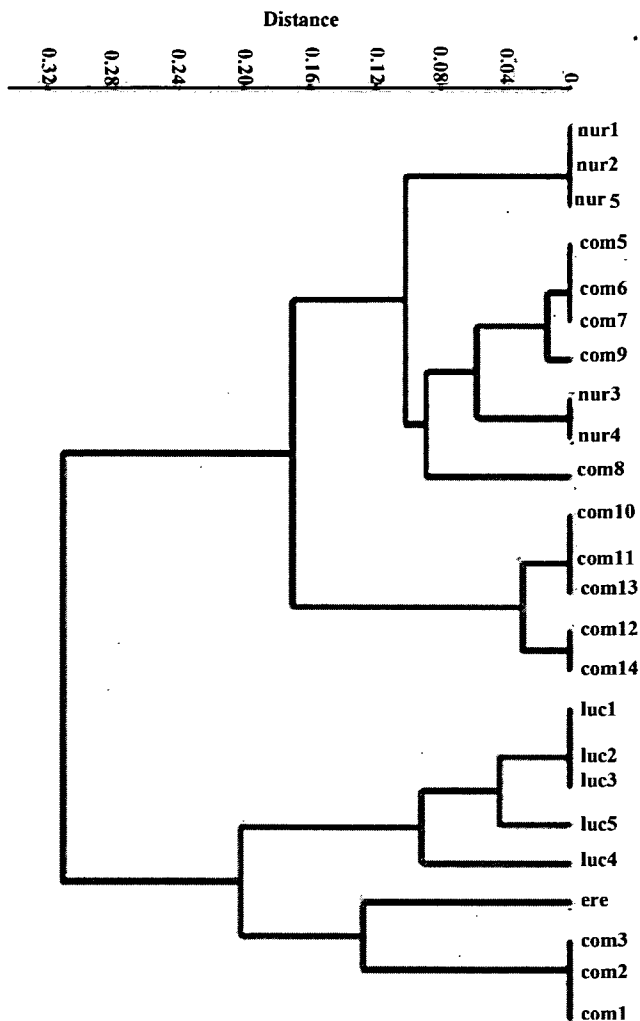 Distance
0.32 0.28 0.24 0.20 0.16 0.12 0.08 0.04 0
nur1
nur2
nur 5
com5
com6
com7
com9
nur3
nur4
com8
com10
com11
com13
com12
com14
luc1
luc2
luc3
luc5
luc4
ere
com3
com2
com1